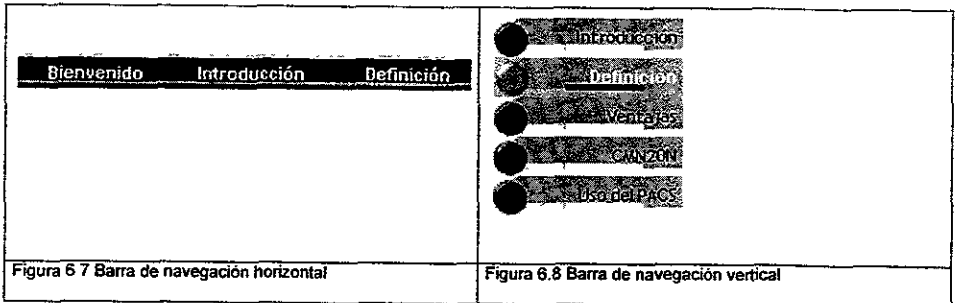 Bienvenido Introducción Definición
Introducción
Definición
Ventajas
CMN20N
Uso del PACS
Figura 6 7 Barra de navegación horizontal
Figura 6.8 Barra de navegación vertical